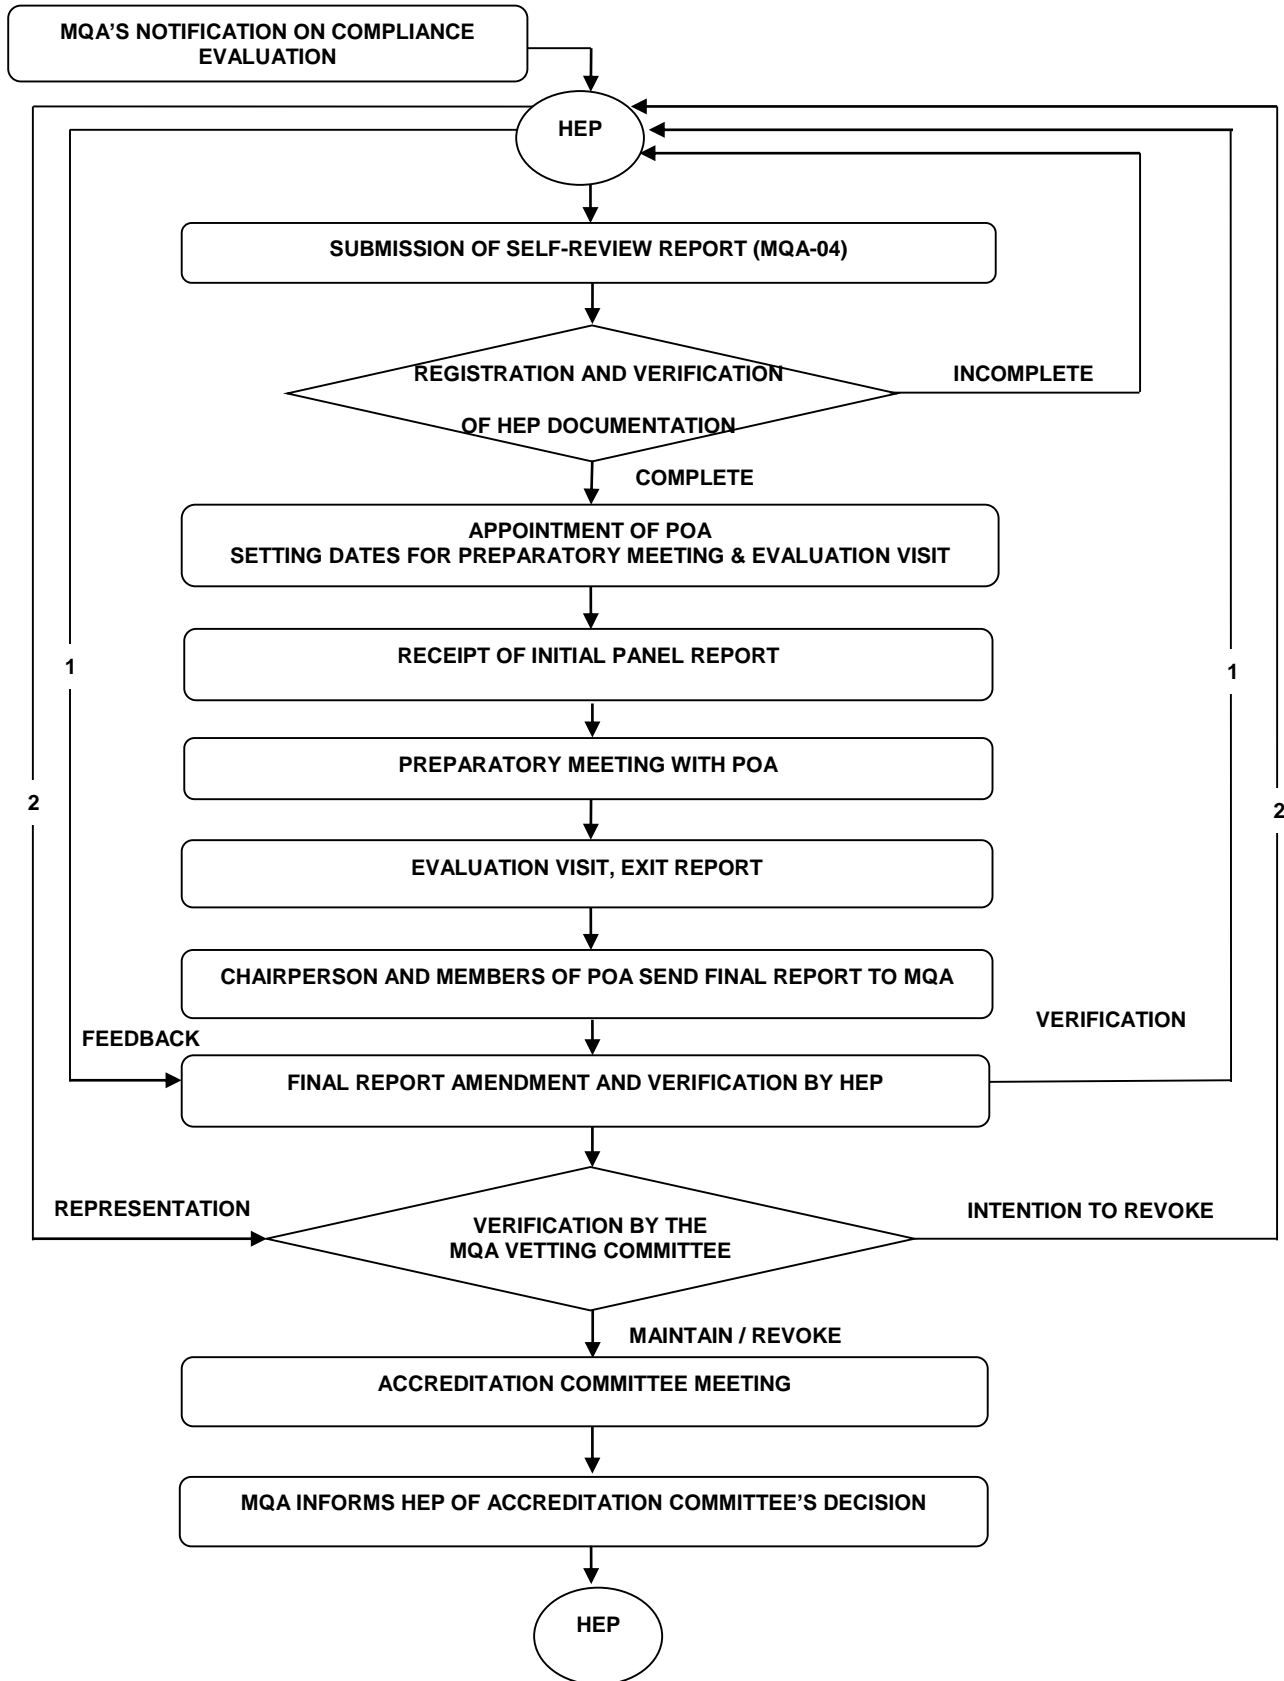 MQA'S NOTIFICATION ON COMPLIANCE
EVALUATION
HEP
SUBMISSION OF SELF-REVIEW REPORT (MQA-04)
REGISTRATION AND VERIFICATION
OF HEP DOCUMENTATION
INCOMPLETE
COMPLETE
APPOINTMENT OF POA
SETTING DATES FOR PREPARATORY MEETING & EVALUATION VISIT
RECEIPT OF INITIAL PANEL REPORT
1
1
PREPARATORY MEETING WITH POA
2
2
EVALUATION VISIT, EXIT REPORT
CHAIRPERSON AND MEMBERS OF POA SEND FINAL REPORT TO MQA
VERIFICATION
FEEDBACK
FINAL REPORT AMENDMENT AND VERIFICATION BY HEP
REPRESENTATION
VERIFICATION BY THE
MQA VETTING COMMITTEE
INTENTION TO REVOKE
MAINTAIN / REVOKE
ACCREDITATION COMMITTEE MEETING
MQA INFORMS HEP OF ACCREDITATION COMMITTEE'S DECISION
HEP